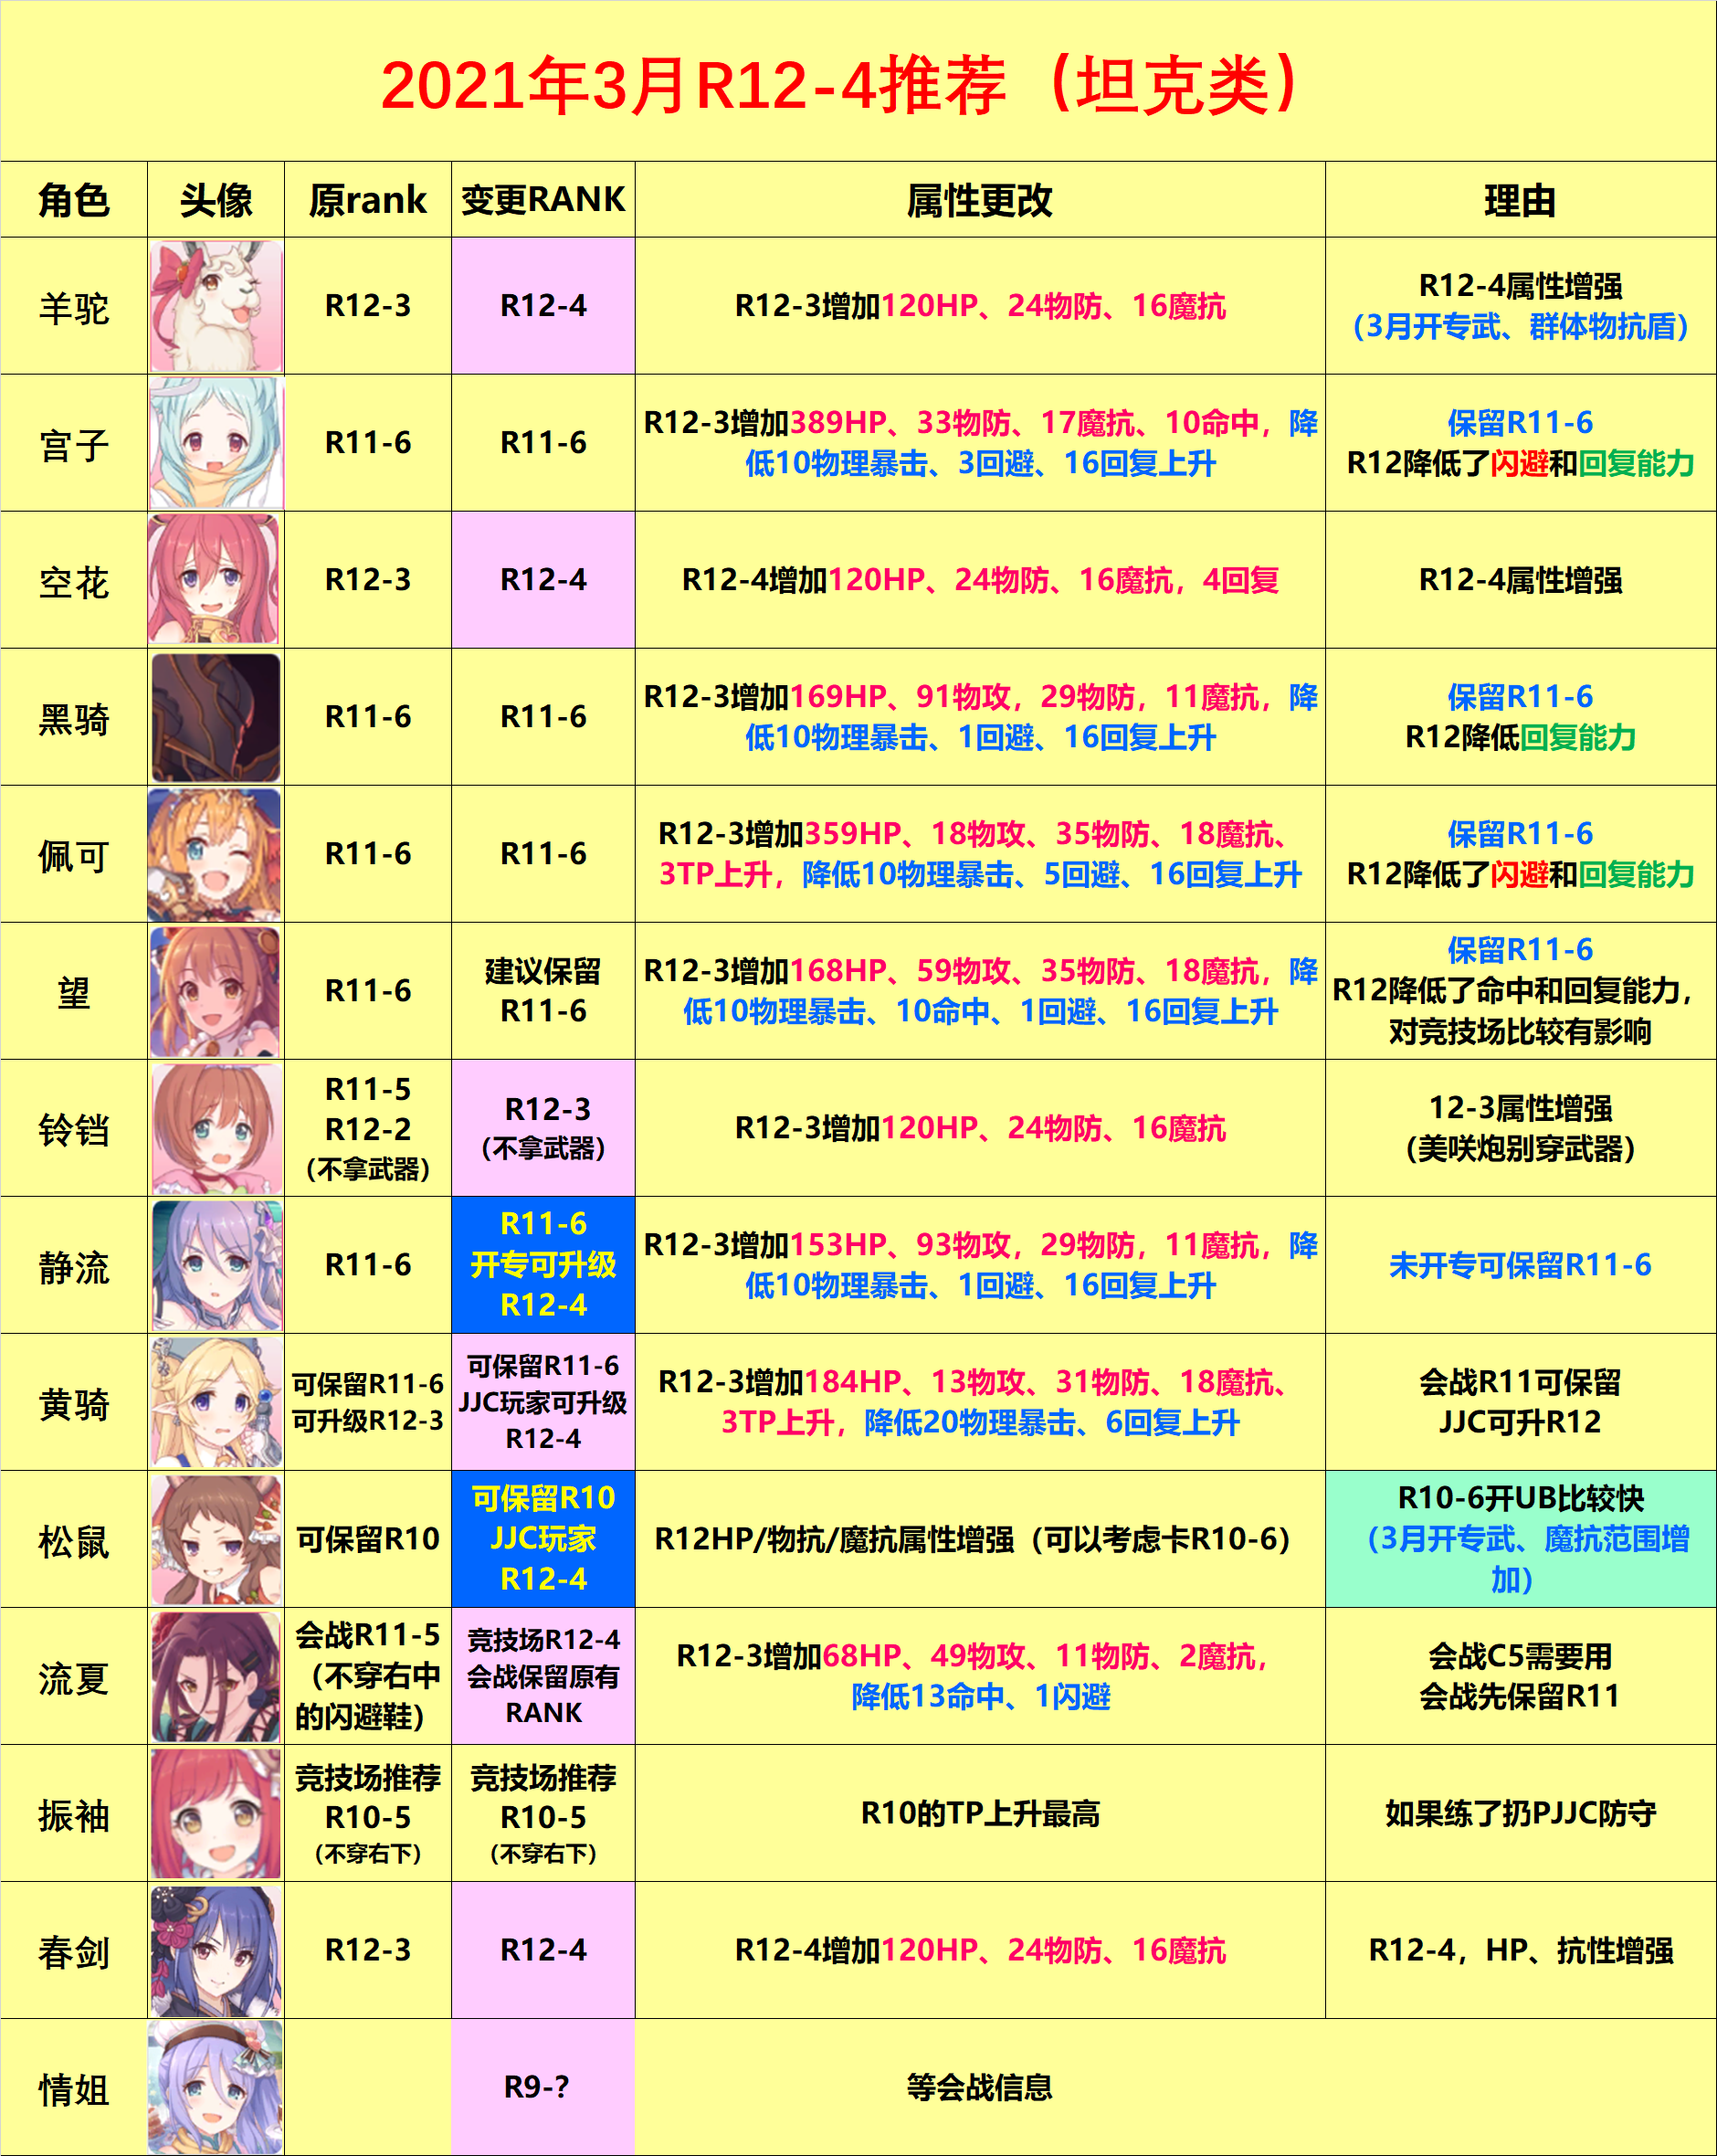 2021年3月R12-4推荐（坦克类）
角色 头像 原rank 变更RANK 属性更改 理由
羊驼
R12-3
R12-4
R12-3增加120HP、24物防、16魔抗
R12-4属性增强
（3月开专武、群体物抗盾）
宫子
R11-6
R11-6
R12-3增加389HP、33物防、17魔抗、10命中，降
低10物理暴击、3回避、16回复上升
保留R11-6
R12降低了闪避和回复能力
空花
R12-3
R12-4
R12-4增加120HP、24物防、16魔抗，4回复
R12-4属性增强
黑骑
R11-6
R11-6
R12-3增加169HP、91物攻，29物防，11魔抗，降
低10物理暴击、1回避、16回复上升
保留R11-6
R12降低回复能力
佩可
R11-6
R11-6
R12-3增加359HP、18物攻、35物防、18魔抗、
3TP上升，降低10物理暴击、5回避、16回复上升
保留R11-6
R12降低了闪避和回复能力
望
R11-6
建议保留
R11-6
R12-3增加168HP、59物攻、35物防、18魔抗，降
低10物理暴击、10命中、1回避、16回复上升
保留R11-6
R12降低了命中和回复能力，
对竞技场比较有影响
铃铛
R11-5
R12-2
（不拿武器）
R12-3
（不拿武器）
R12-3增加120HP、24物防、16魔抗
12-3属性增强
（美咲炮别穿武器）
静流
R11-6
R11-6
开专可升级
R12-4
R12-3增加153HP、93物攻，29物防，11魔抗，降
低10物理暴击、1回避、16回复上升
未开专可保留R11-6
黄骑
可保留R11-6
可升级R12-3
可保留R11-6
JJC玩家可升级
R12-4
R12-3增加184HP、13物攻、31物防、18魔抗、
3TP上升，降低20物理暴击、6回复上升
会战R11可保留
JJC可升R12
松鼠
可保留R10
可保留R10
JJC玩家
R12-4
R12HP/物抗/魔抗属性增强（可以考虑卡R10-6）
R10-6开UB比较快
（3月开专武、魔抗范围增
加）
流夏
会战R11-5
（不穿右中
的闪避鞋）
竞技场R12-4
会战保留原有
RANK
R12-3增加68HP、49物攻、11物防、2魔抗，
降低13命中、1闪避
会战C5需要用
会战先保留R11
振袖
竞技场推荐
R10-5
（不穿右下）
竞技场推荐
R10-5
（不穿右下）
R10的TP上升最高
如果练了扔PJJC防守
春剑
R12-3
R12-4
R12-4增加120HP、24物防、16魔抗
R12-4，HP、抗性增强
情姐
R9-?
等会战信息